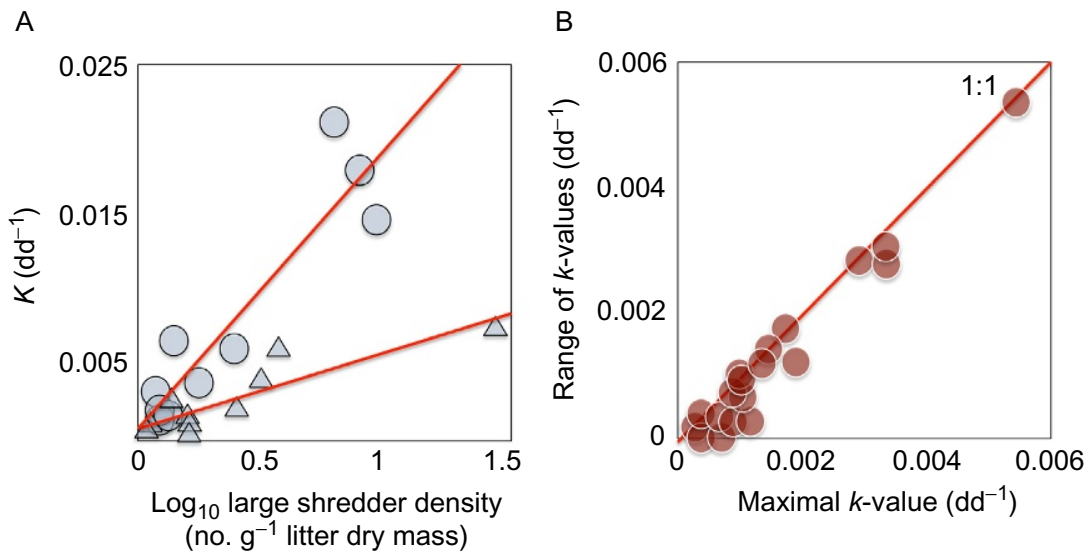 A
0.025
0.015
0.005
K (dd⁻¹)
0 0.5 1 1.5
Log₁₀ large shredder density
(no. g⁻¹ litter dry mass)
B
0.006
0.004
0.002
0
Range of k-values (dd⁻¹)
1:1
0 0.002 0.004 0.006
Maximal k-value (dd⁻¹)